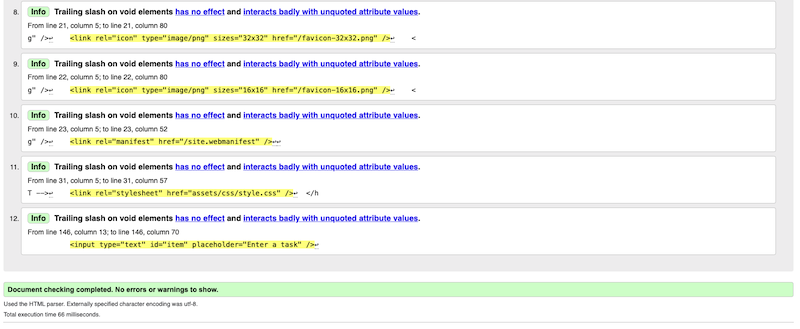 8. Info Trailing slash on void elements has no effect and interacts badly with unquoted attribute values.
From line 21, column 5; to line 21, column 80
g" />↩ <link rel="icon" type="image/png" sizes="32x32" href="/favicon-32x32.png" />↩ <
9. Info Trailing slash on void elements has no effect and interacts badly with unquoted attribute values.
From line 22, column 5; to line 22, column 80
g" />↩ <link rel="icon" type="image/png" sizes="16x16" href="/favicon-16x16.png" />↩ <
10. Info Trailing slash on void elements has no effect and interacts badly with unquoted attribute values.
From line 23, column 5; to line 23, column 52
g" />↩ <link rel="manifest" href="/site.webmanifest" />↩↩
11. Info Trailing slash on void elements has no effect and interacts badly with unquoted attribute values.
From line 31, column 5; to line 31, column 57
T -->↩ <link rel="stylesheet" href="assets/css/style.css" />↩ </h
12. Info Trailing slash on void elements has no effect and interacts badly with unquoted attribute values.
From line 146, column 13; to line 146, column 70
<input type="text" id="item" placeholder="Enter a task" />↩
Document checking completed. No errors or warnings to show.
Used the HTML parser. Externally specified character encoding was utf-8.
Total execution time 66 milliseconds.